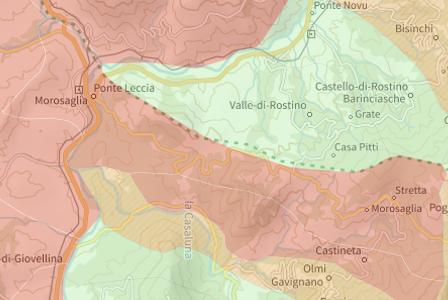 Ponte Novu
Bisinchi
Ponte Leccia
Morosaglia
Castello-di-Rostino
Barinciasche
Valle-di-Rostino
Grate
Casa Pitti
Stretta
Morosaglia
Pog
la Casaluna
-di-Giovellina
Castineta
Olmi
Gavignano